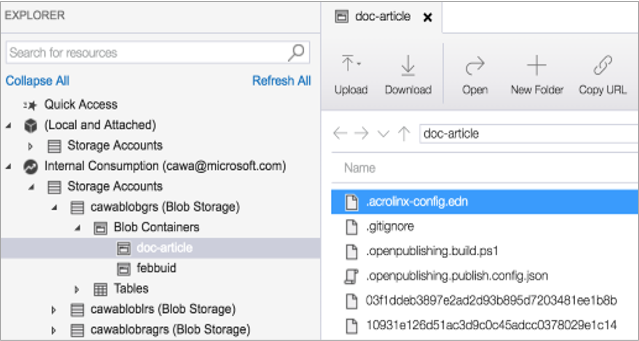 EXPLORER
Search for resources
Collapse All Refresh All
Quick Access
(Local and Attached)
Storage Accounts
Internal Consumption (cawa@microsoft.com)
Storage Accounts
cawablobgrs (Blob Storage)
Blob Containers
doc-article
febbuid
Tables
cawabloblrs (Blob Storage)
cawablobragrs (Blob Storage)
doc-article
Upload Download Open New Folder Copy URL
doc-article
Name
.acrolinx-config.edn
.gitignore
.openpublishing.build.ps1
.openpublishing.publish.config.json
03f1ddeb3897e2ad2d93b895d7203481ee1b8b
10931e126d51ac3d9c0c45adcc0378029e1c14